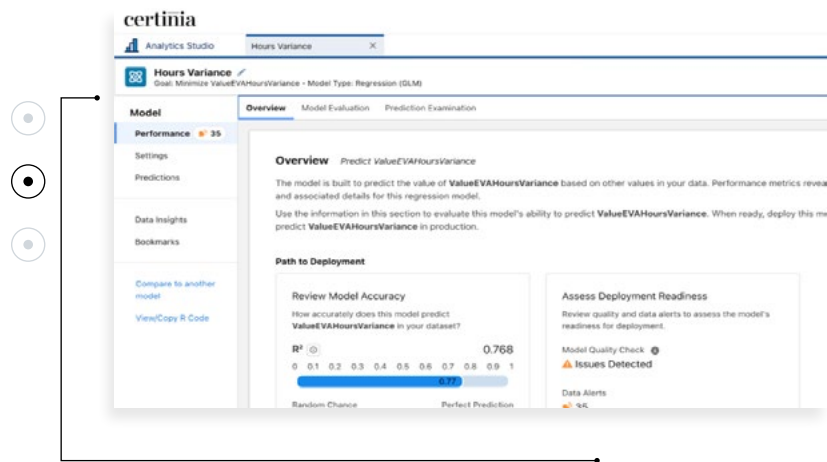 certinia
Analytics Studio
Hours Variance
Hours Variance
Goal: Minimize ValueEVAHoursVariance • Model Type: Regression (GLM)
Model
Performance 35
Settings
Predictions
Data Insights
Bookmarks
Compare to another
model
View/Copy R Code
Overview Model Evaluation Prediction Examination
Overview Predict ValueEVAHoursVariance
The model is built to predict the value of ValueEVAHoursVariance based on other values in your data. Performance metrics revea
and associated details for this regression model.
Use the information in this section to evaluate this model's ability to predict ValueEVAHoursVariance. When ready, deploy this mo
predict ValueEVAHoursVariance in production.
Path to Deployment
Review Model Accuracy
How accurately does this model predict
ValueEVAHoursVariance in your dataset?
R² 0.768
0 0.1 0.2 0.3 0.4 0.5 0.6 0.7 0.8 0.9 1
0.77
Random Chance Perfect Prediction
Assess Deployment Readiness
Review quality and data alerts to assess the model's
readiness for deployment.
Model Quality Check
Issues Detected
Data Alerts
35